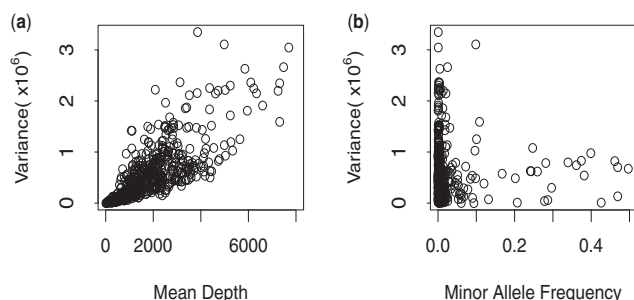 (a)
Variance( x10⁶)
3
2
1
0
0 2000 6000
Mean Depth
(b)
Variance( x10⁶)
3
2
1
0
0.0 0.2 0.4
Minor Allele Frequency